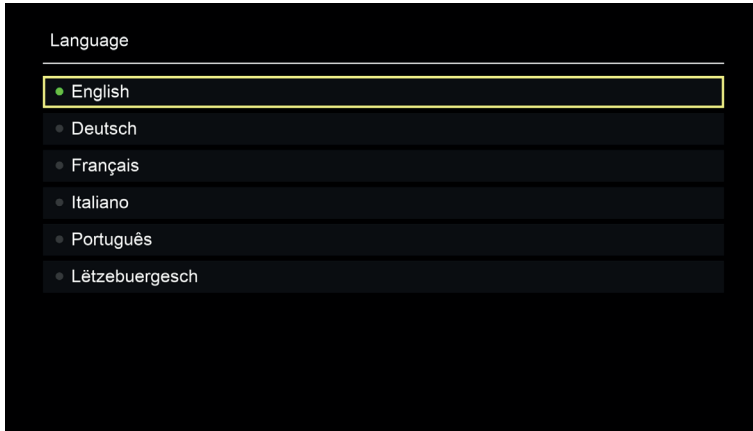 Language
English
Deutsch
Français
Italiano
Português
Lëtzebuergesch